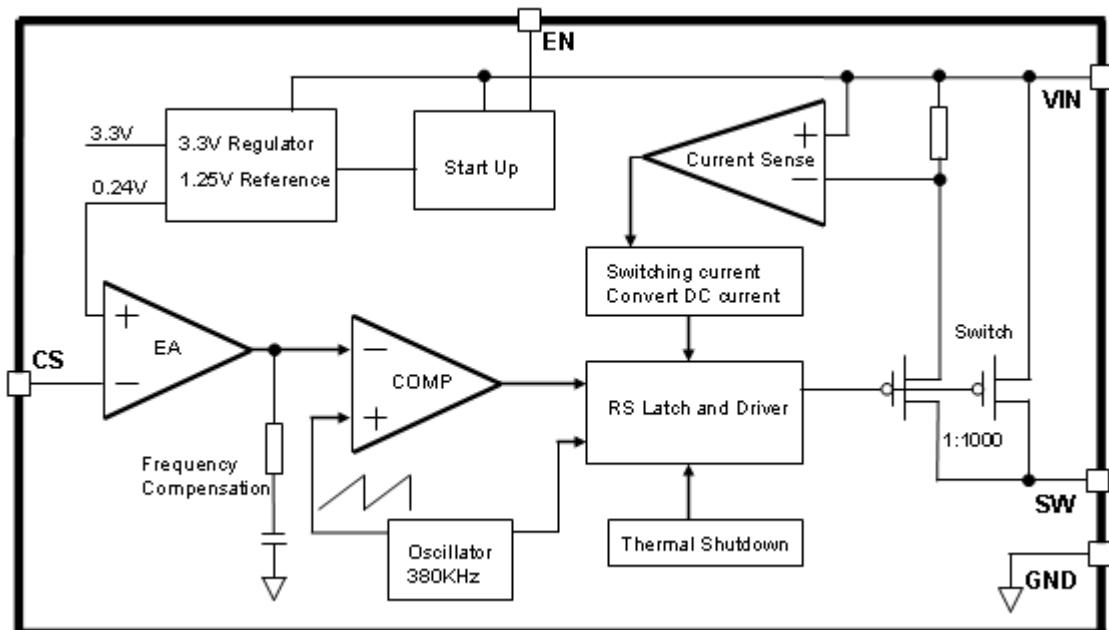 EN
VIN
3.3V
3.3V Regulator
1.25V Reference
0.24V
Start Up
+
Current Sense
−
Switching current
Convert DC current
+
EA
−
CS
−
COMP
+
RS Latch and Driver
Switch
1:1000
Frequency
Compensation
Oscillator
380KHz
Thermal Shutdown
SW
GND